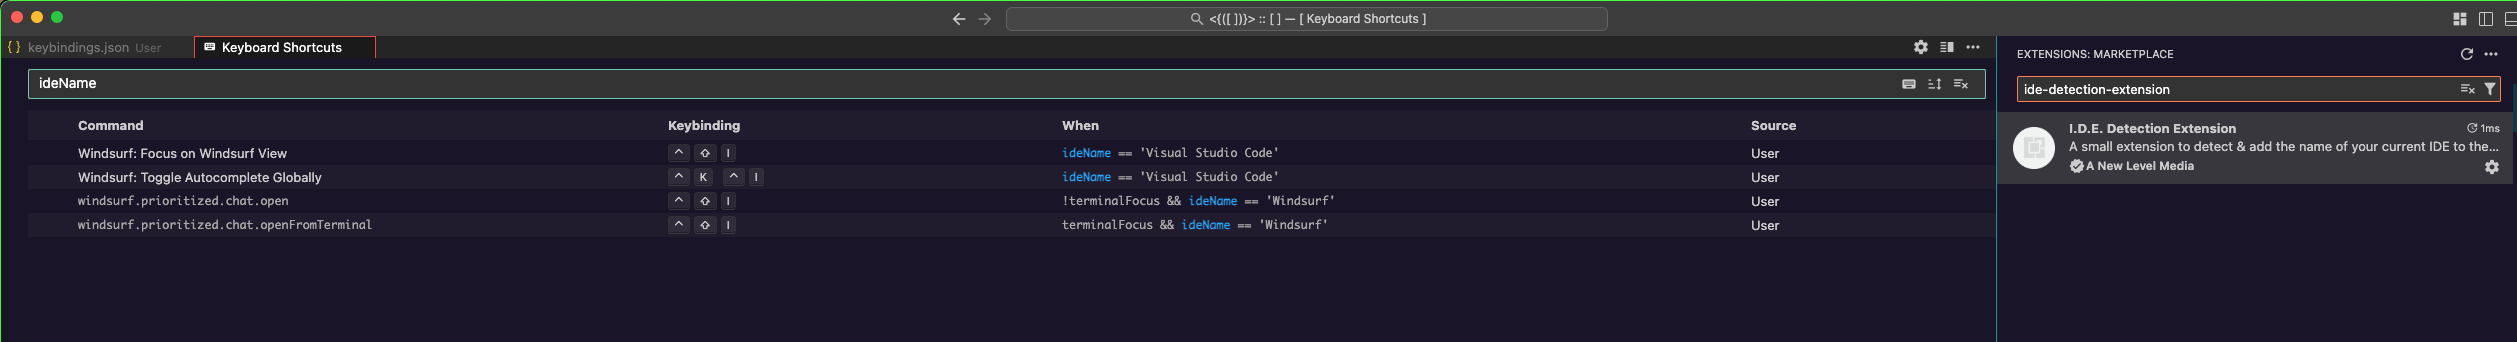 <{([ ])}> :: [ ] — [ Keyboard Shortcuts ]
{ } keybindings.json User
Keyboard Shortcuts
ideName
Command Keybinding When Source
Windsurf: Focus on Windsurf View ^ ⇧ I ideName == 'Visual Studio Code' User
Windsurf: Toggle Autocomplete Globally ^ K ^ I ideName == 'Visual Studio Code' User
windsurf.prioritized.chat.open ^ ⇧ I !terminalFocus && ideName == 'Windsurf' User
windsurf.prioritized.chat.openFromTerminal ^ ⇧ I terminalFocus && ideName == 'Windsurf' User
EXTENSIONS: MARKETPLACE
ide-detection-extension
I.D.E. Detection Extension 1ms
A small extension to detect & add the name of your current IDE to the...
A New Level Media